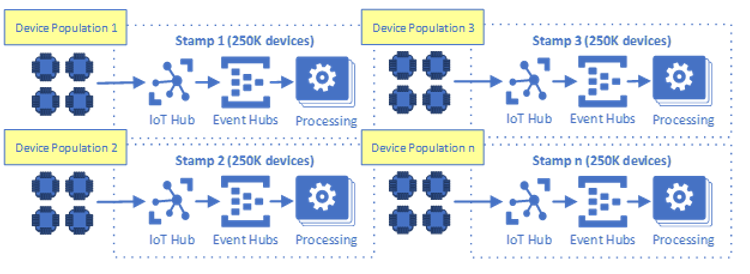 Device Population 1
Stamp 1 (250K devices)
IoT Hub
Event Hubs
Processing
Device Population 3
Stamp 3 (250K devices)
IoT Hub
Event Hubs
Processing
Device Population 2
Stamp 2 (250K devices)
IoT Hub
Event Hubs
Processing
Device Population n
Stamp n (250K devices)
IoT Hub
Event Hubs
Processing